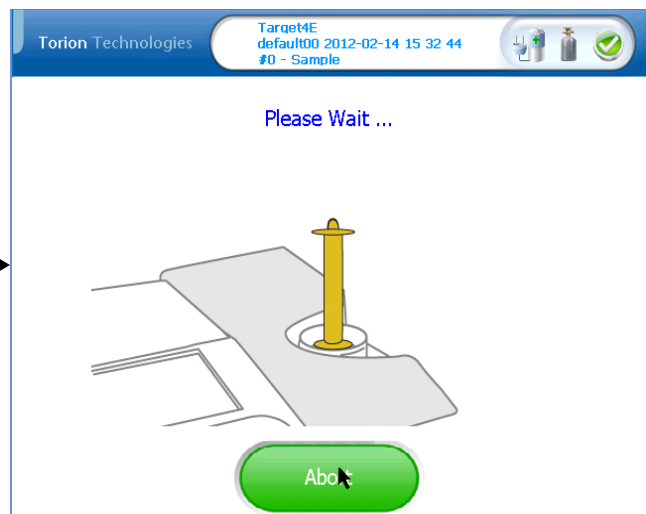 Torion Technologies
Target4E
default00 2012-02-14 15 32 44
#0 - Sample
Please Wait ...
Abort